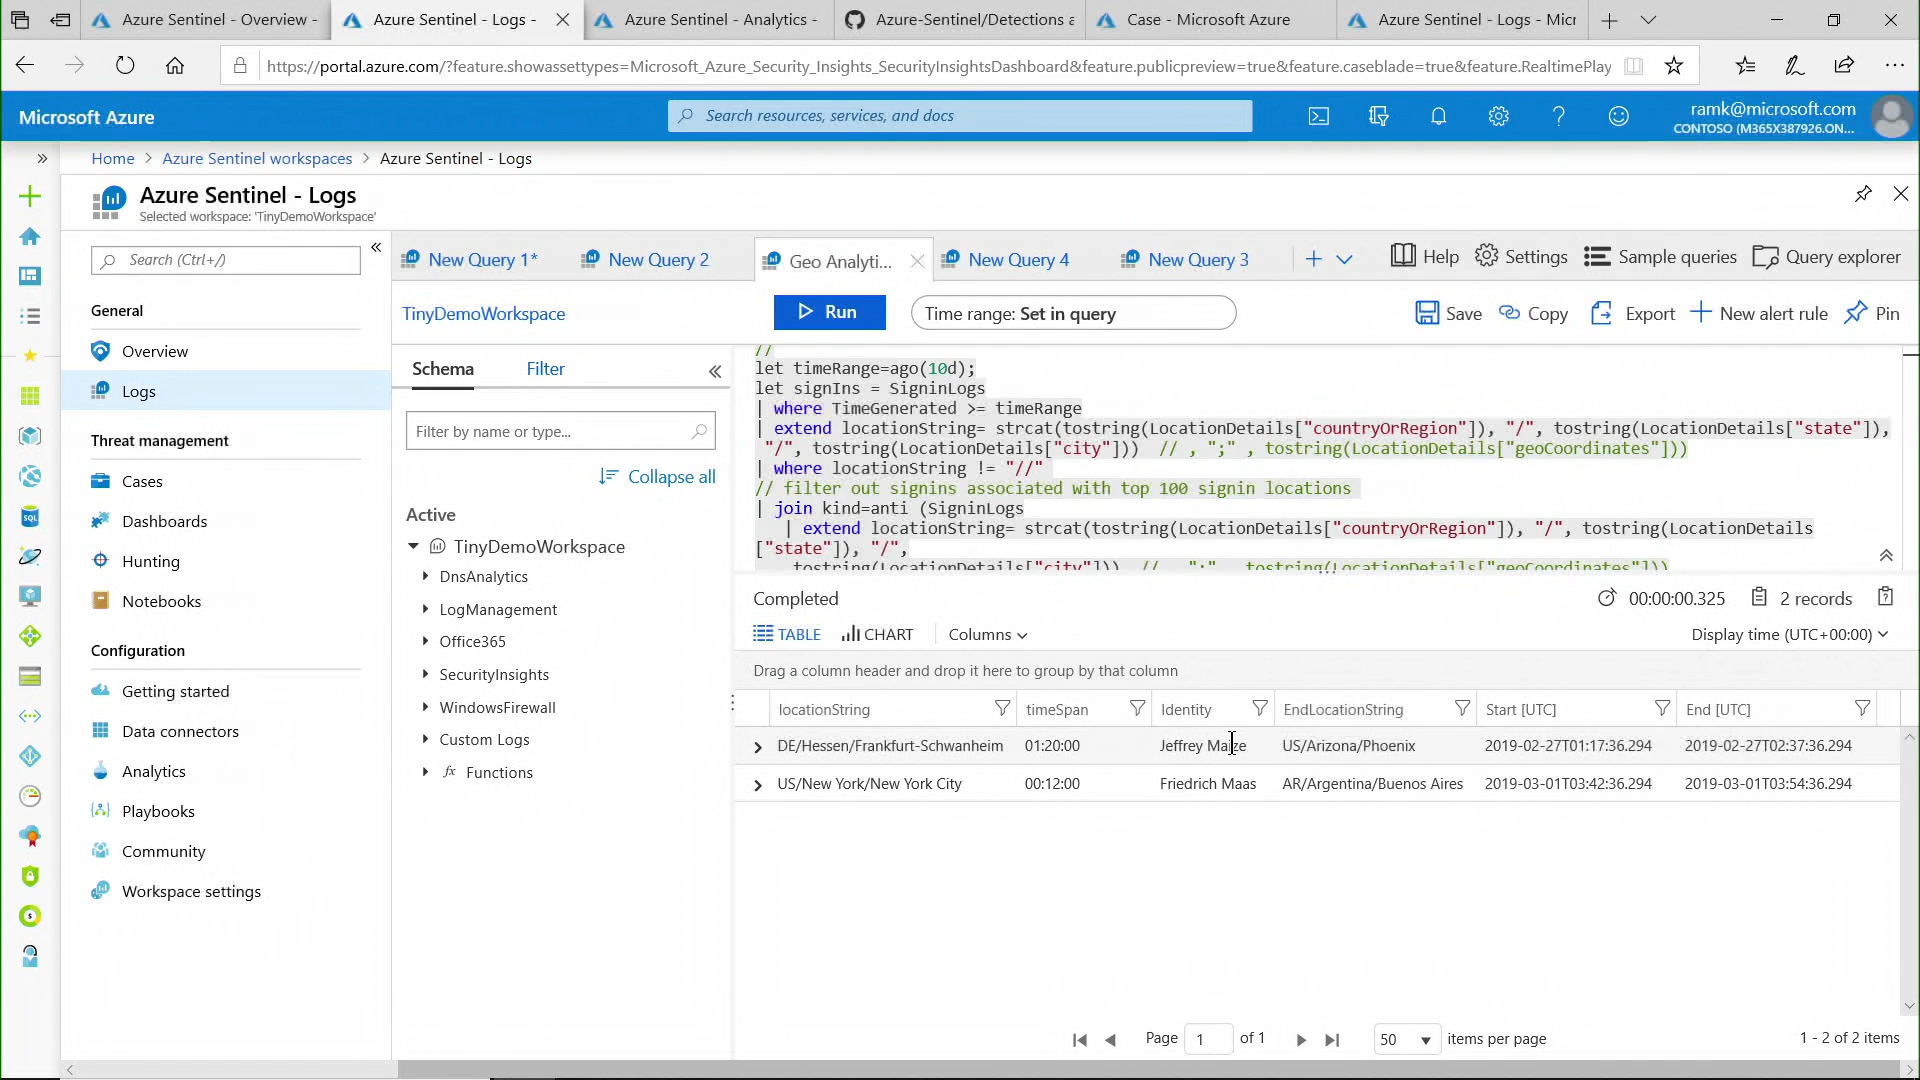 Azure Sentinel - Overview -
Azure Sentinel - Logs -
Azure Sentinel - Analytics -
Azure-Sentinel/Detections a
Case - Microsoft Azure
Azure Sentinel - Logs - Micr
https://portal.azure.com/?feature.showassettypes=Microsoft_Azure_Security_Insights_SecurityInsightsDashboard&feature.publicpreview=true&feature.caseblade=true&feature.RealtimePlay
Microsoft Azure
Search resources, services, and docs
ramk@microsoft.com
CONTOSO (M365X387926.ON...
Home > Azure Sentinel workspaces > Azure Sentinel - Logs
Azure Sentinel - Logs
Selected workspace: 'TinyDemoWorkspace'
Search (Ctrl+/)
General
Overview
Logs
Threat management
Cases
Dashboards
Hunting
Notebooks
Configuration
Getting started
Data connectors
Analytics
Playbooks
Community
Workspace settings
New Query 1*
New Query 2
Geo Analyti...
New Query 4
New Query 3
Help
Settings
Sample queries
Query explorer
TinyDemoWorkspace
Run
Time range: Set in query
Save
Copy
Export
New alert rule
Pin
Schema
Filter
Filter by name or type...
Collapse all
Active
TinyDemoWorkspace
DnsAnalytics
LogManagement
Office365
SecurityInsights
WindowsFirewall
Custom Logs
fx Functions
//
let timeRange=ago(10d);
let signIns = SigninLogs
| where TimeGenerated >= timeRange
| extend locationString= strcat(tostring(LocationDetails["countryOrRegion"]), "/", tostring(LocationDetails["state"]),
"/", tostring(LocationDetails["city"])) // , ";" , tostring(LocationDetails["geoCoordinates"]))
| where locationString != "//"
// filter out signins associated with top 100 signin locations
| join kind=anti (SigninLogs
| extend locationString= strcat(tostring(LocationDetails["countryOrRegion"]), "/", tostring(LocationDetails
["state"]), "/",
tostring(LocationDetails["city"])) // , ";" , tostring(LocationDetails["geoCoordinates"]))
Completed
00:00:00.325
2 records
TABLE
CHART
Columns
Display time (UTC+00:00)
Drag a column header and drop it here to group by that column
locationString timeSpan Identity EndLocationString Start [UTC] End [UTC]
DE/Hessen/Frankfurt-Schwanheim 01:20:00 Jeffrey Maize US/Arizona/Phoenix 2019-02-27T01:17:36.294 2019-02-27T02:37:36.294
US/New York/New York City 00:12:00 Friedrich Maas AR/Argentina/Buenos Aires 2019-03-01T03:42:36.294 2019-03-01T03:54:36.294
Page 1 of 1
50 items per page
1 - 2 of 2 items